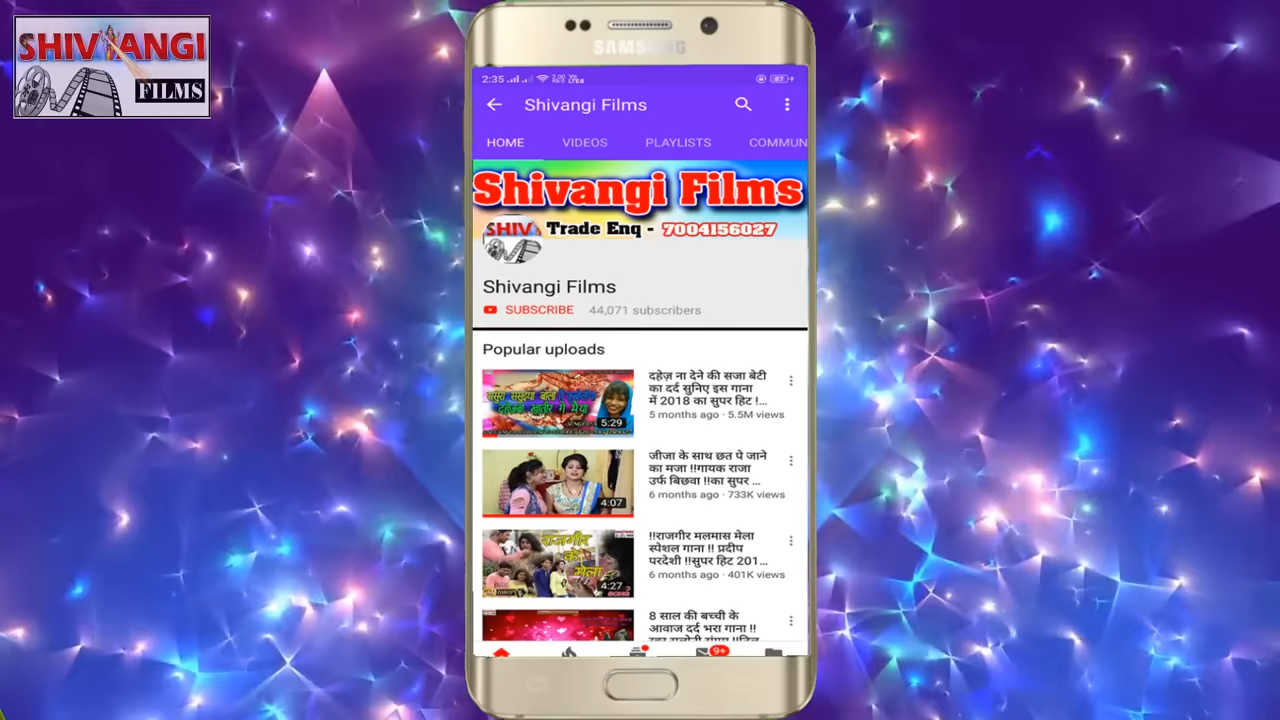 SHIVANGI
FILMS
SAMSUNG
2:35
87
Shivangi Films
HOME VIDEOS PLAYLISTS COMMUN
Shivangi Films
SHIV
Trade Enq - 7004156027
Shivangi Films
SUBSCRIBE 44,071 subscribers
Popular uploads
5:29
दहेज़ ना देने की सजा बेटी
का दर्द सुनिए इस गाना
में 2018 का सुपर हिट !...
5 months ago · 5.5M views
4:07
जीजा के साथ छत पे जाने
का मजा !!गायक राजा
उर्फ बिछवा !!का सुपर ...
6 months ago · 733K views
राजगीर
के
मेला
4:27
!!राजगीर मलमास मेला
स्पेशल गाना !! प्रदीप
परदेशी !!सुपर हिट 201...
6 months ago · 401K views
8 साल की बच्ची के
आवाज दर्द भरा गाना !!
9+